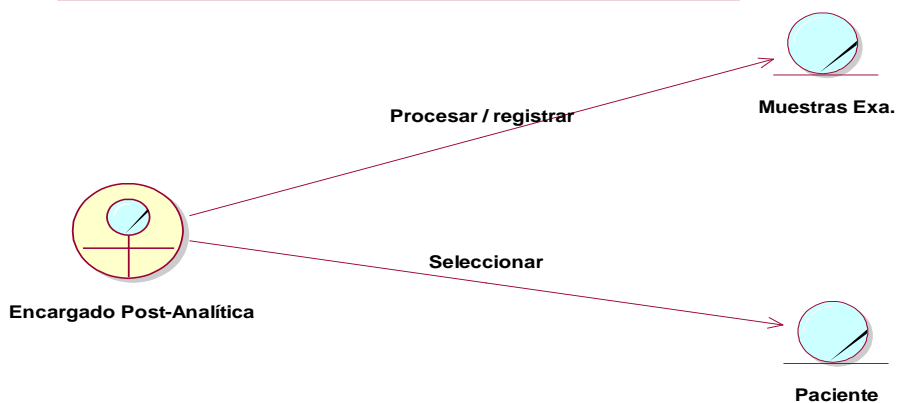 Muestras Exa.
Procesar / registrar
Seleccionar
Encargado Post-Analítica
Paciente